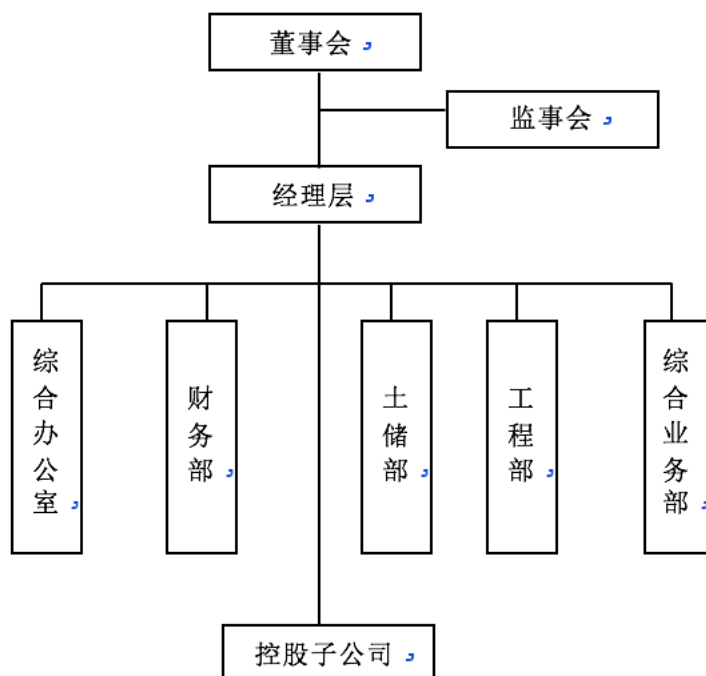 董事会
监事会
经理层
综合办公室
财务部
土储部
工程部
综合业务部
控股子公司